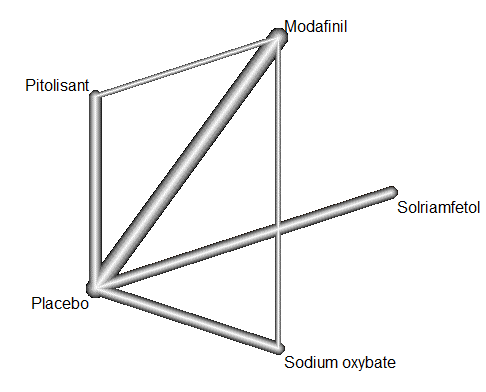 Modafinil
Pitolisant
Solriamfetol
Placebo
Sodium oxybate